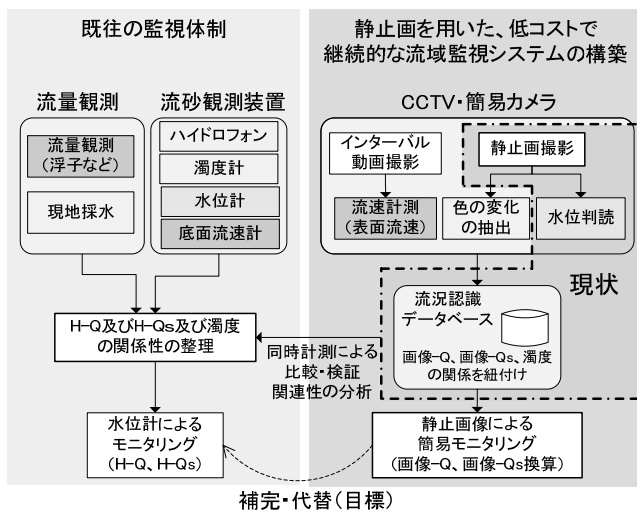 既往の監視体制
流量観測
流量観測
(浮子など)
現地採水
流砂観測装置
ハイドロフォン
濁度計
水位計
底面流速計
H-Q及びH-Qs及び濁度
の関係性の整理
水位計による
モニタリング
(H-Q、H-Qs)
静止画を用いた、低コストで
継続的な流域監視システムの構築
CCTV・簡易カメラ
インターバル
動画撮影
静止画撮影
流速計測
(表面流速)
色の変化
の抽出
水位判読
現状
流況認識
データベース
画像-Q、画像-Qs、濁度
の関係を紐付け
同時計測による
比較・検証
関連性の分析
静止画像による
簡易モニタリング
(画像-Q、画像-Qs換算)
補完・代替(目標)